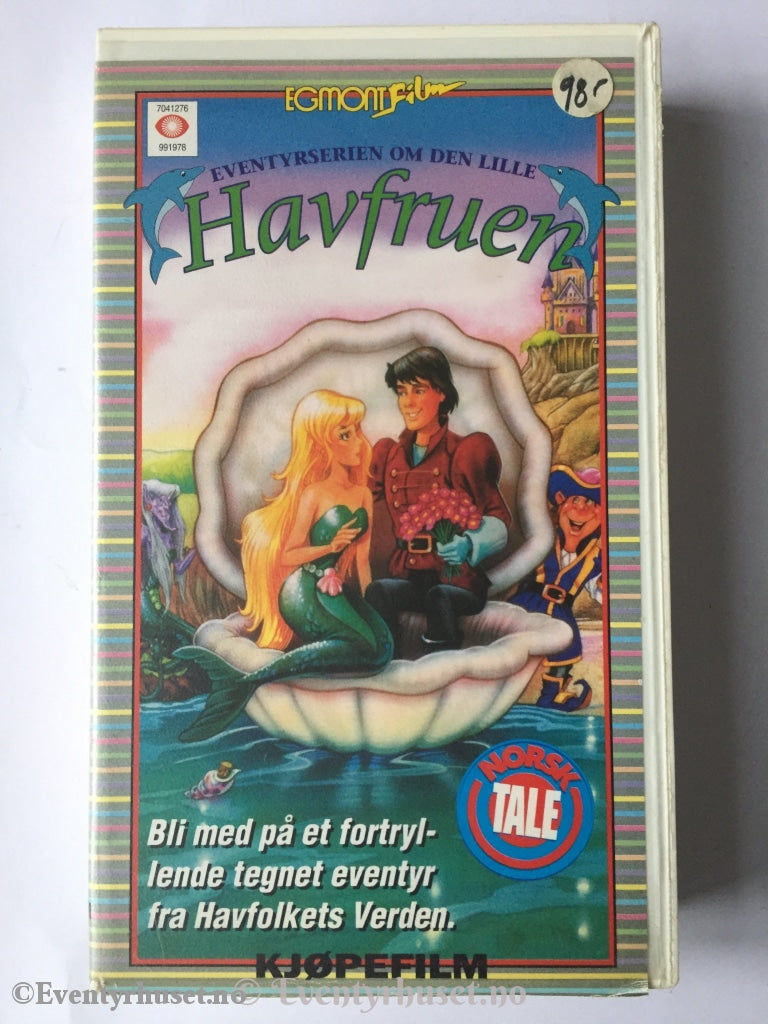 EGMONT Film
98,-
7041276
991978
EVENTYRSERIEN OM DEN LILLE
Havfruen
NORSK
TALE
Bli med på et fortryl-
lende tegnet eventyr
fra Havfolkets Verden.
KJØPEFILM
©Eventyrhuset.no © Eventyrhuset.no